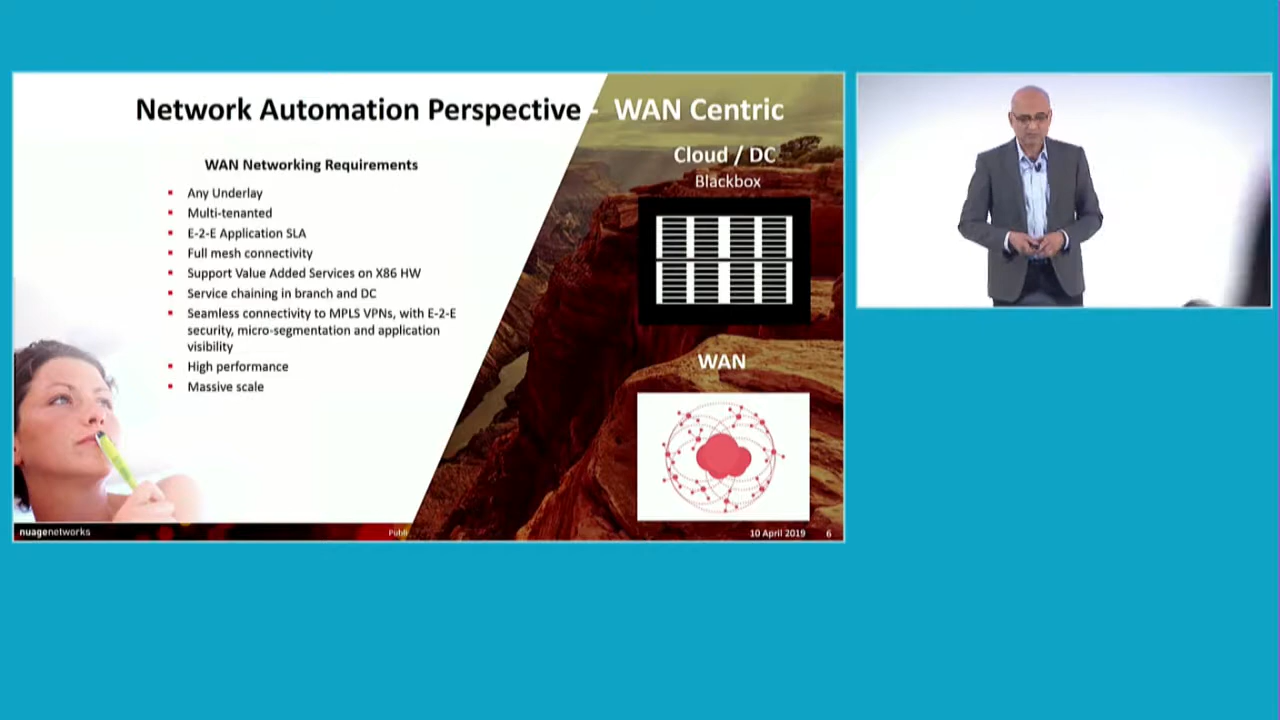 Network Automation Perspective - WAN Centric
WAN Networking Requirements
Any Underlay
Multi-tenanted
E-2-E Application SLA
Full mesh connectivity
Support Value Added Services on X86 HW
Service chaining in branch and DC
Seamless connectivity to MPLS VPNs, with E-2-E
security, micro-segmentation and application
visibility
High performance
Massive scale
Cloud / DC
Blackbox
WAN
nuagenetworks
Publi
10 April 2019
6